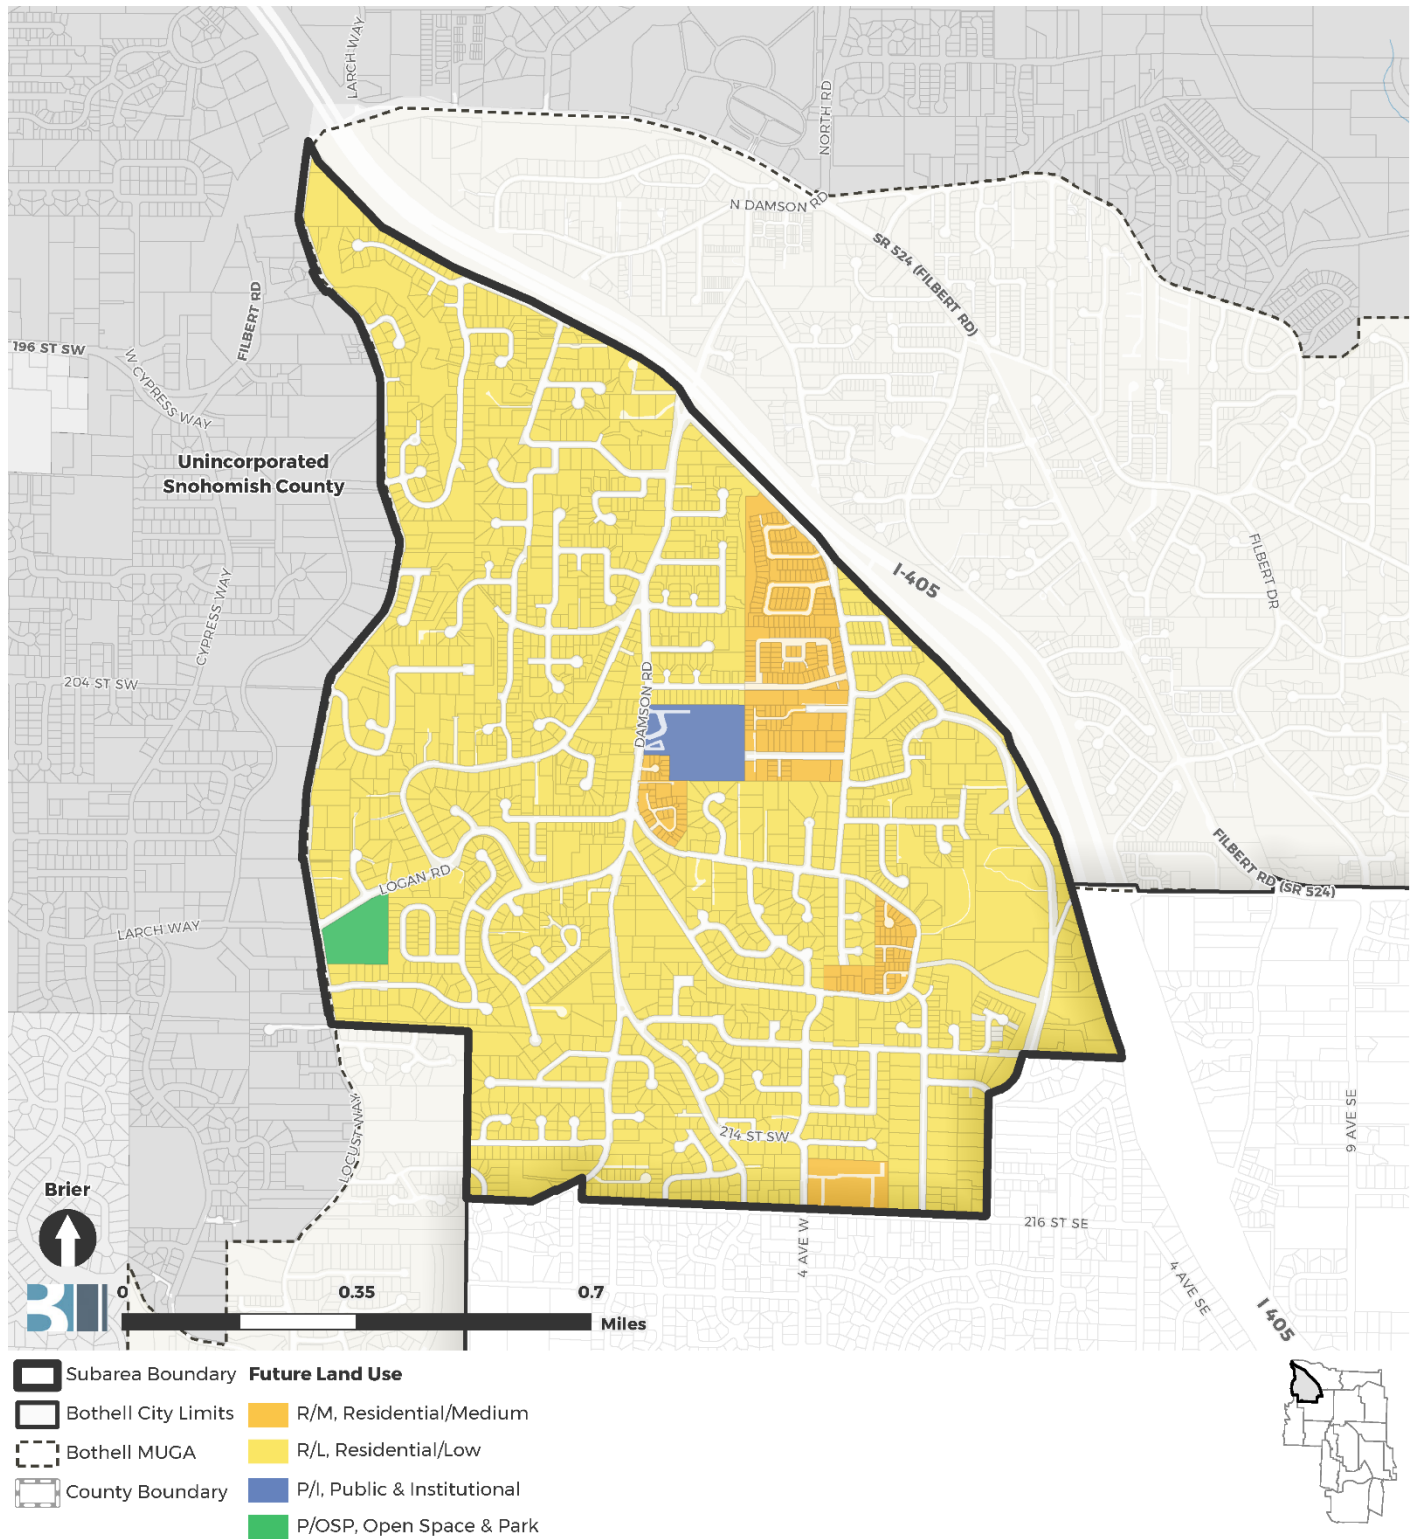 LARCH WAY
NORTH RD
N DAMSON RD
SR 524 (FILBERT RD)
FILBERT RD
196 ST SW
W CYPRESS WAY
Unincorporated
Snohomish County
I-405
FILBERT DR
CYPRESS WAY
204 ST SW
DAMSON RD
FILBERT RD (SR 524)
LOGAN RD
LARCH WAY
LOCUST WAY
214 ST SW
9 AVE SE
Brier
216 ST SE
4 AVE W
4 AVE SE
I 405
B
0 0.35 0.7
Miles
Subarea Boundary
Bothell City Limits
Bothell MUGA
County Boundary
Future Land Use
R/M, Residential/Medium
R/L, Residential/Low
P/I, Public & Institutional
P/OSP, Open Space & Park